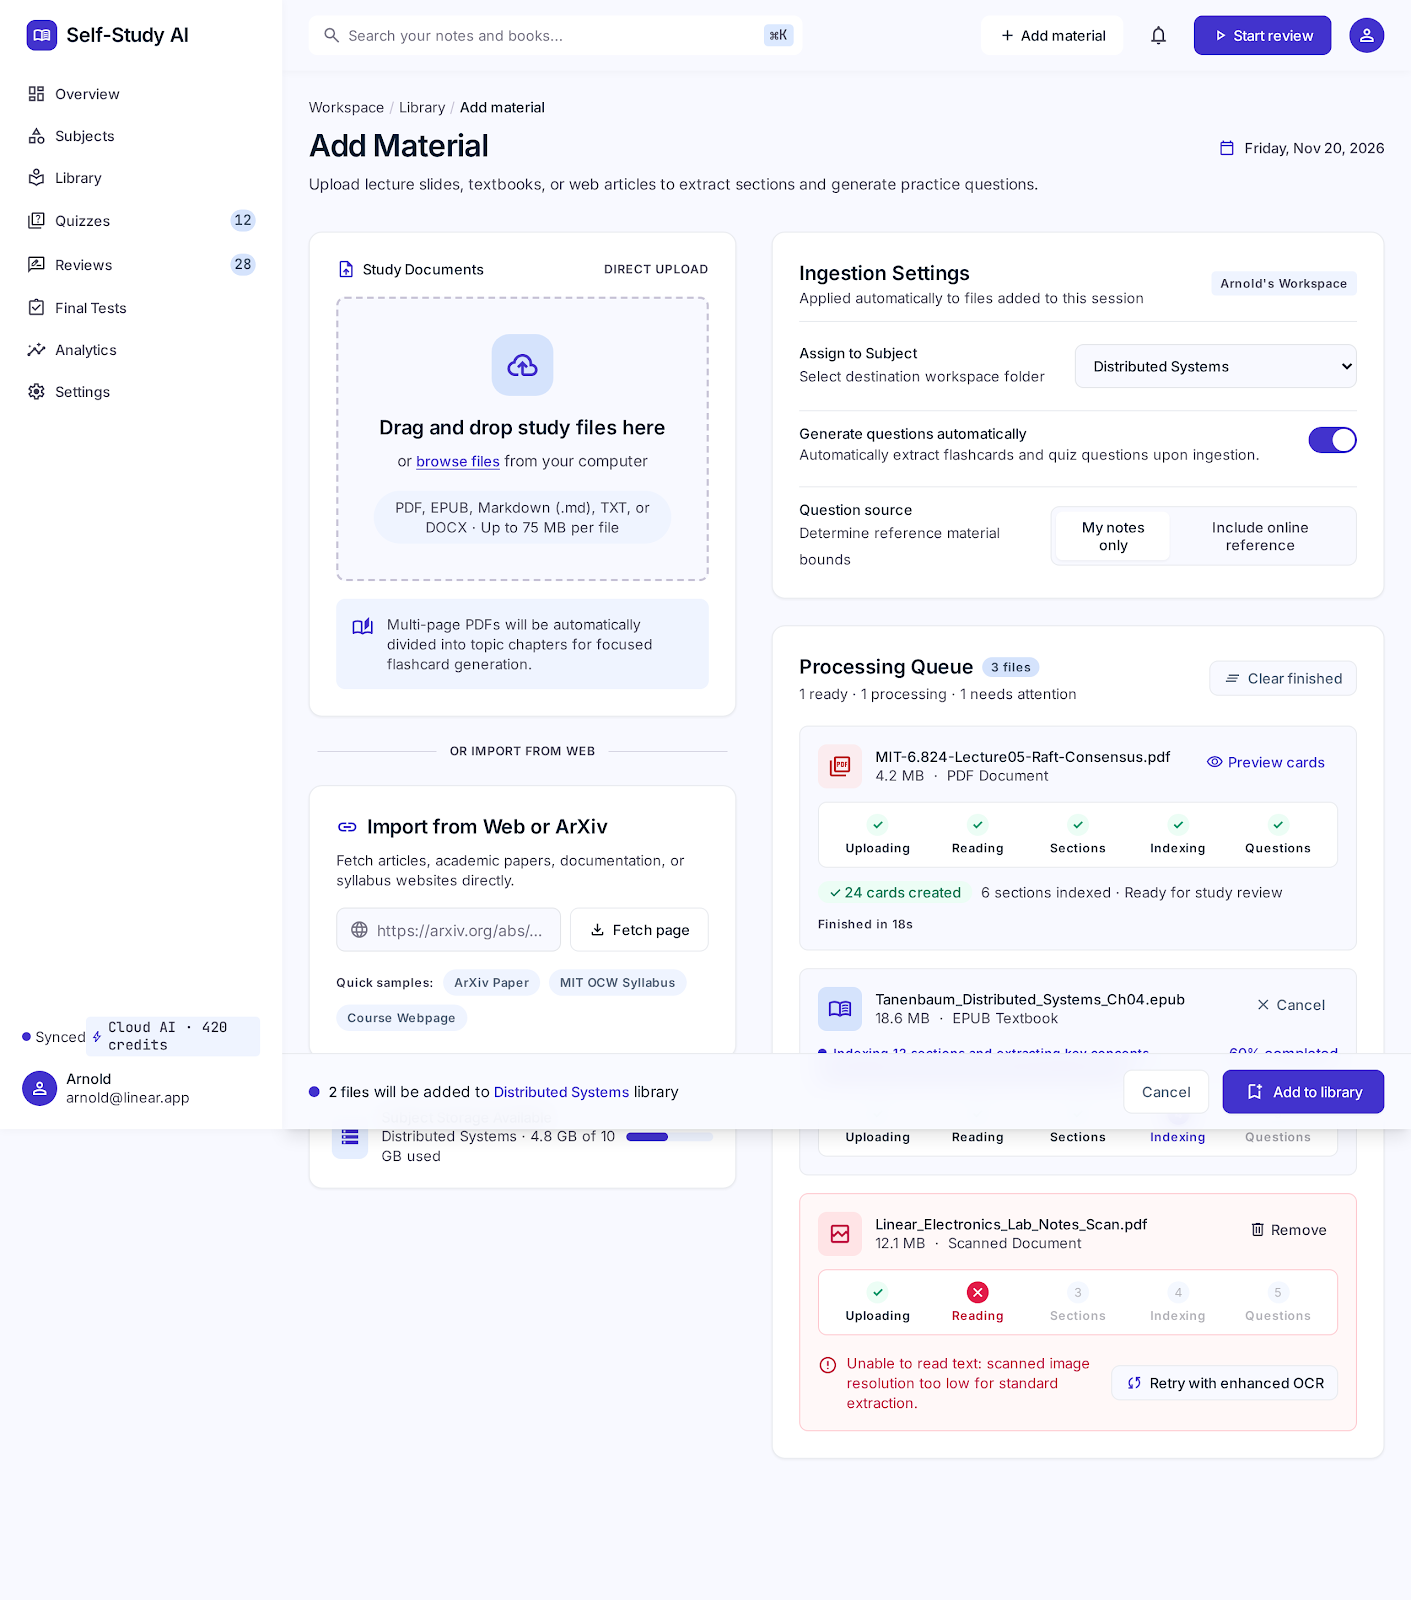 Self-Study AI
Search your notes and books...
⌘K
Add material
Start review
Overview
Subjects
Library
Quizzes
12
Reviews
28
Final Tests
Analytics
Settings
Synced
Cloud AI · 420
credits
Arnold
arnold@linear.app
Workspace / Library / Add material
Add Material
Upload lecture slides, textbooks, or web articles to extract sections and generate practice questions.
Friday, Nov 20, 2026
Study Documents
DIRECT UPLOAD
Drag and drop study files here
or browse files from your computer
PDF, EPUB, Markdown (.md), TXT, or
DOCX · Up to 75 MB per file
Multi-page PDFs will be automatically
divided into topic chapters for focused
flashcard generation.
OR IMPORT FROM WEB
Import from Web or ArXiv
Fetch articles, academic papers, documentation, or
syllabus websites directly.
https://arxiv.org/abs/...
Fetch page
Quick samples:
ArXiv Paper
MIT OCW Syllabus
Course Webpage
Distributed Systems · 4.8 GB of 10
GB used
Ingestion Settings
Applied automatically to files added to this session
Arnold's Workspace
Assign to Subject
Select destination workspace folder
Distributed Systems
Generate questions automatically
Automatically extract flashcards and quiz questions upon ingestion.
Question source
Determine reference material
bounds
My notes
only
Include online
reference
Processing Queue
3 files
1 ready · 1 processing · 1 needs attention
Clear finished
MIT-6.824-Lecture05-Raft-Consensus.pdf
4.2 MB · PDF Document
Preview cards
Uploading
Reading
Sections
Indexing
Questions
24 cards created
6 sections indexed · Ready for study review
Finished in 18s
Tanenbaum_Distributed_Systems_Ch04.epub
18.6 MB · EPUB Textbook
Cancel
Indexing 12 sections and extracting key concepts
60% completed
2 files will be added to Distributed Systems library
Cancel
Add to library
Uploading
Reading
Sections
Indexing
Questions
Linear_Electronics_Lab_Notes_Scan.pdf
12.1 MB · Scanned Document
Remove
Uploading
Reading
3
Sections
4
Indexing
5
Questions
Unable to read text: scanned image
resolution too low for standard
extraction.
Retry with enhanced OCR